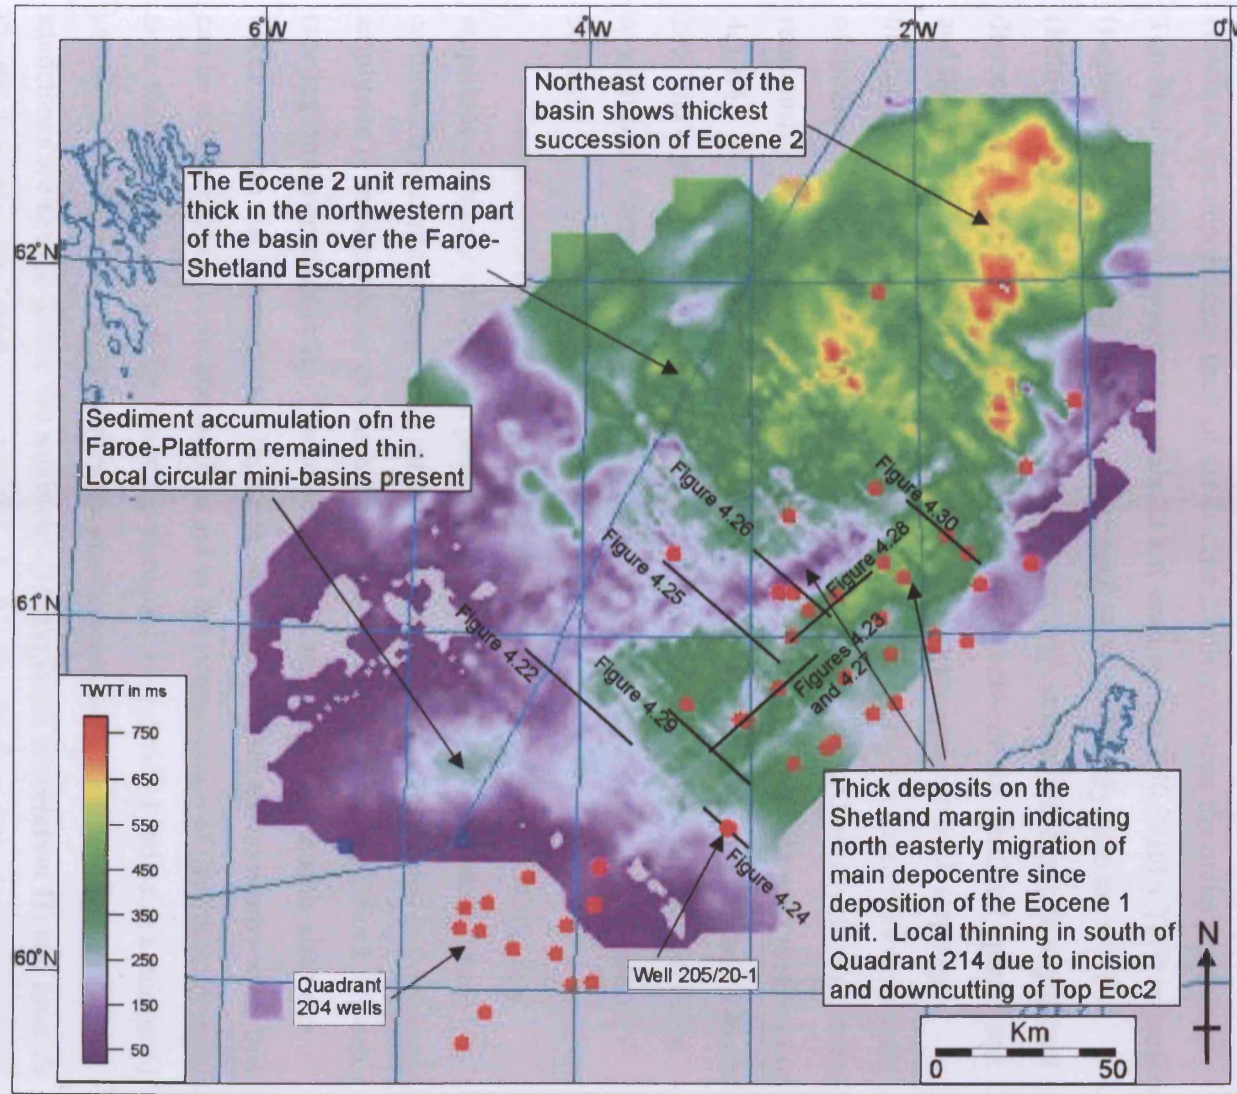 6°W
4°W
2°W
0°W
Northeast corner of the
basin shows thickest
succession of Eocene 2
The Eocene 2 unit remains
thick in the northwestern part
of the basin over the Faroe-
Shetland Escarpment
62°N
Sediment accumulation ofn the
Faroe-Platform remained thin.
Local circular mini-basins present
Figure 4.26
Figure 4.30
Figure 4.28
Figure 4.25
61°N
Figure 4.22
Figure 4.29
Figures 4.23
and 4.27
TWTT in ms
750
650
550
450
350
250
150
50
Thick deposits on the
Shetland margin indicating
north easterly migration of
main depocentre since
deposition of the Eocene 1
unit. Local thinning in south of
Quadrant 214 due to incision
and downcutting of Top Eoc2
Figure 4.24
60°N
Quadrant
204 wells
Well 205/20-1
N
Km
0 50